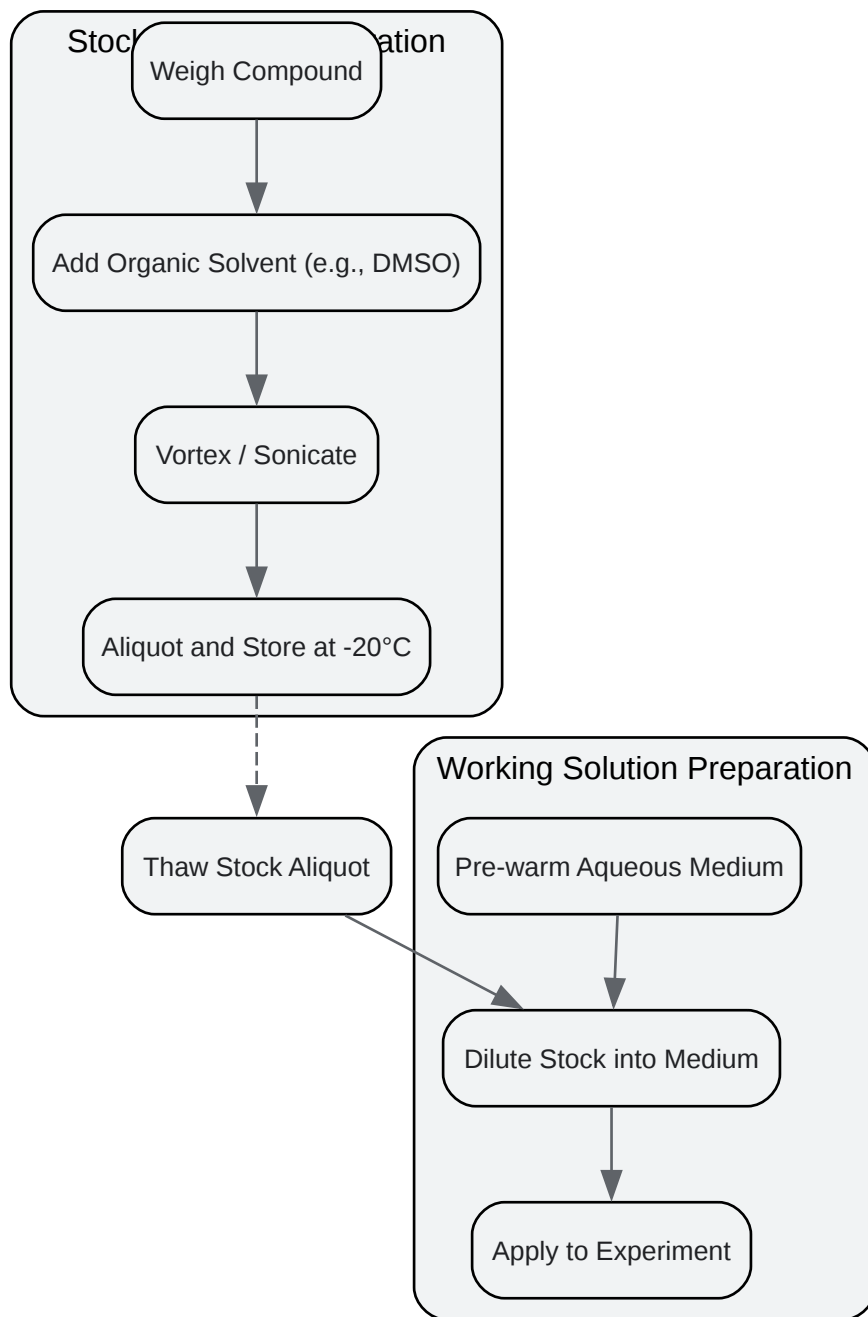 Stock
ation
Weigh Compound
Add Organic Solvent (e.g., DMSO)
Vortex / Sonicate
Aliquot and Store at -20°C
Working Solution Preparation
Thaw Stock Aliquot
Pre-warm Aqueous Medium
Dilute Stock into Medium
Apply to Experiment